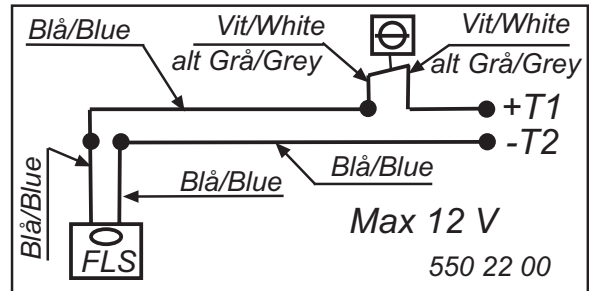 Blå/Blue
Vit/White
alt Grå/Grey
Vit/White
alt Grå/Grey
+T1
-T2
Blå/Blue
Blå/Blue
Blå/Blue
FLS
Max 12 V
550 22 00